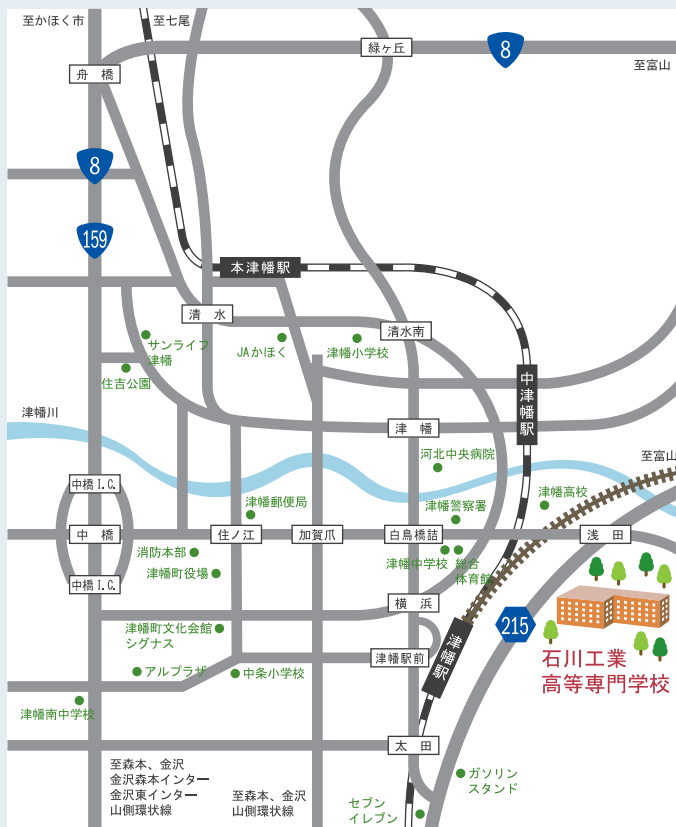 至かほく市
至七尾
緑ヶ丘
8
至富山
舟 橋
8
159
本津幡駅
清 水
清水南
サンライフ
津幡
JAかほく
津幡小学校
住吉公園
中津幡駅
津幡川
津 幡
河北中央病院
至富山
中橋 I.C.
津幡郵便局
津幡警察署
津幡高校
中 橋
住ノ江
加賀爪
白鳥橋詰
浅 田
消防本部
津幡中学校
総合
体育館
津幡町役場
中橋 I.C.
横 浜
215
津幡町文化会館
シグナス
津幡駅前
津幡駅
石川工業
高等専門学校
アルプラザ
中条小学校
津幡南中学校
太 田
至森本、金沢
金沢森本インター
金沢東インター
山側環状線
至森本、金沢
山側環状線
ガソリン
スタンド
セブン
イレブン